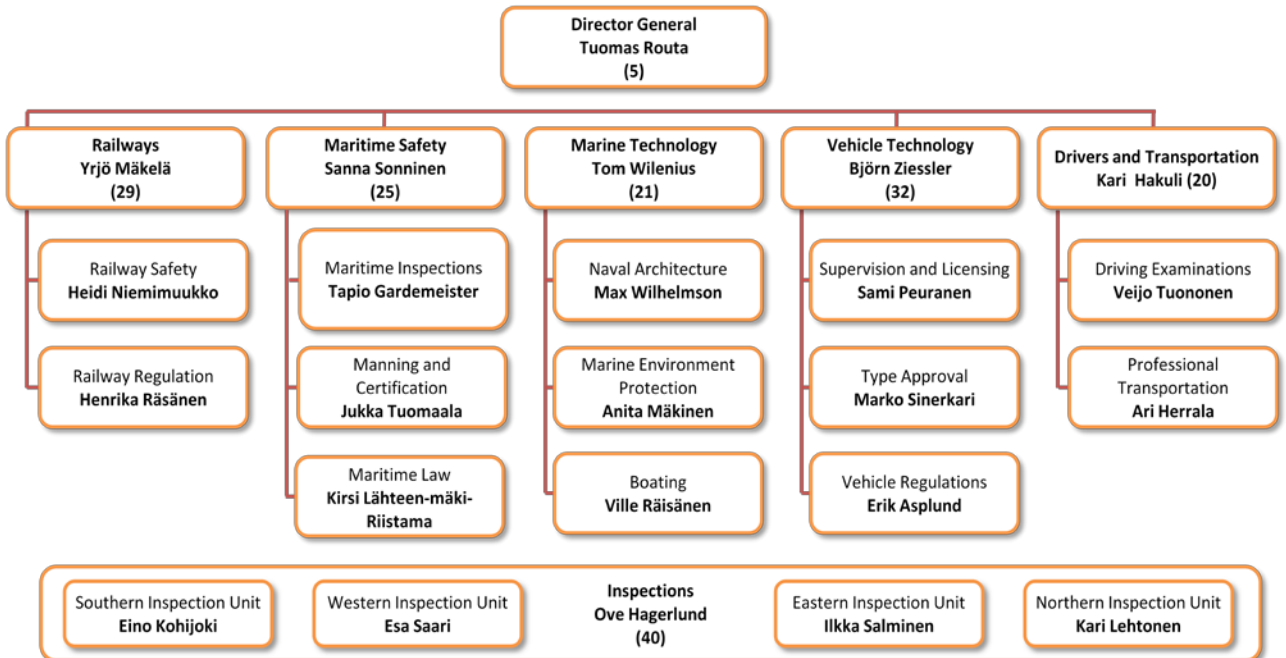 Director General
Tuomas Routa
(5)
Railways
Yrjö Mäkelä
(29)
Maritime Safety
Sanna Sonninen
(25)
Marine Technology
Tom Wilenius
(21)
Vehicle Technology
Björn Ziessler
(32)
Drivers and Transportation
Kari Hakuli (20)
Railway Safety
Heidi Niemimuukko
Maritime Inspections
Tapio Gardemeister
Naval Architecture
Max Wilhelmson
Supervision and Licensing
Sami Peuranen
Driving Examinations
Veijo Tuononen
Railway Regulation
Henrika Räsänen
Manning and
Certification
Jukka Tuomaala
Marine Environment
Protection
Anita Mäkinen
Type Approval
Marko Sinerkari
Professional
Transportation
Ari Herrala
Maritime Law
Kirsi Lähteen-mäki-
Riistama
Boating
Ville Räisänen
Vehicle Regulations
Erik Asplund
Southern Inspection Unit
Eino Kohijoki
Western Inspection Unit
Esa Saari
Inspections
Ove Hagerlund
(40)
Eastern Inspection Unit
Ilkka Salminen
Northern Inspection Unit
Kari Lehtonen